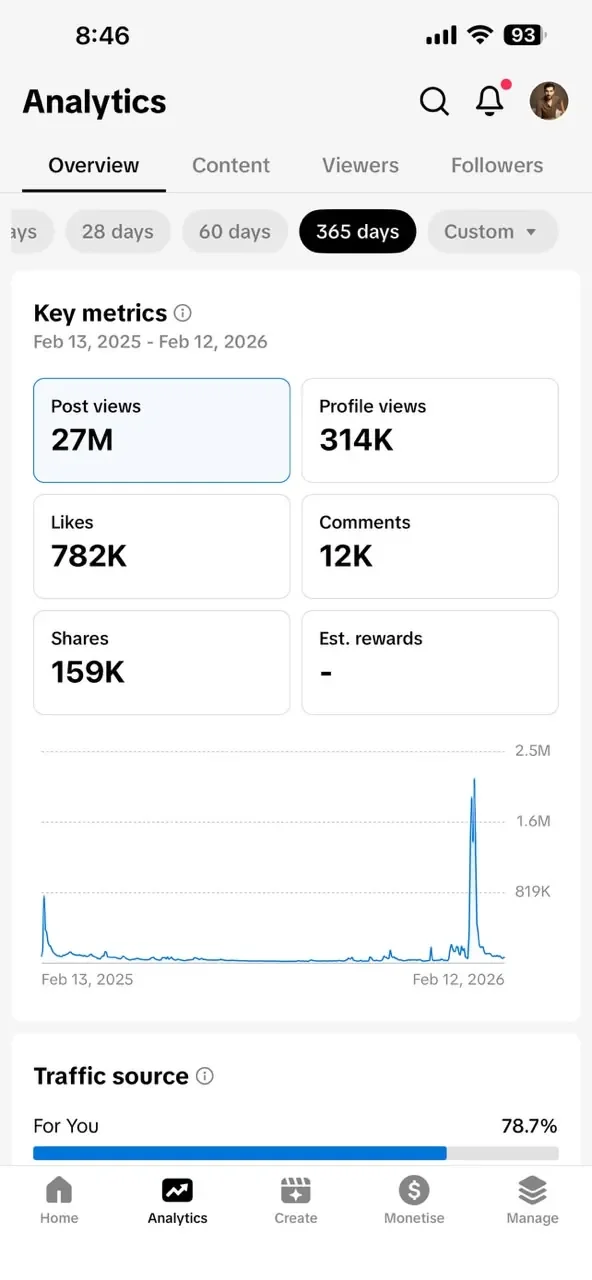 8:46
93
Analytics
Overview Content Viewers Followers
ays 28 days 60 days 365 days Custom
Key metrics
Feb 13, 2025 - Feb 12, 2026
Post views Profile views
27M 314K
Likes Comments
782K 12K
Shares Est. rewards
159K -
2.5M
1.6M
819K
Feb 13, 2025 Feb 12, 2026
Traffic source
For You 78.7%
Home Analytics Create Monetise Manage